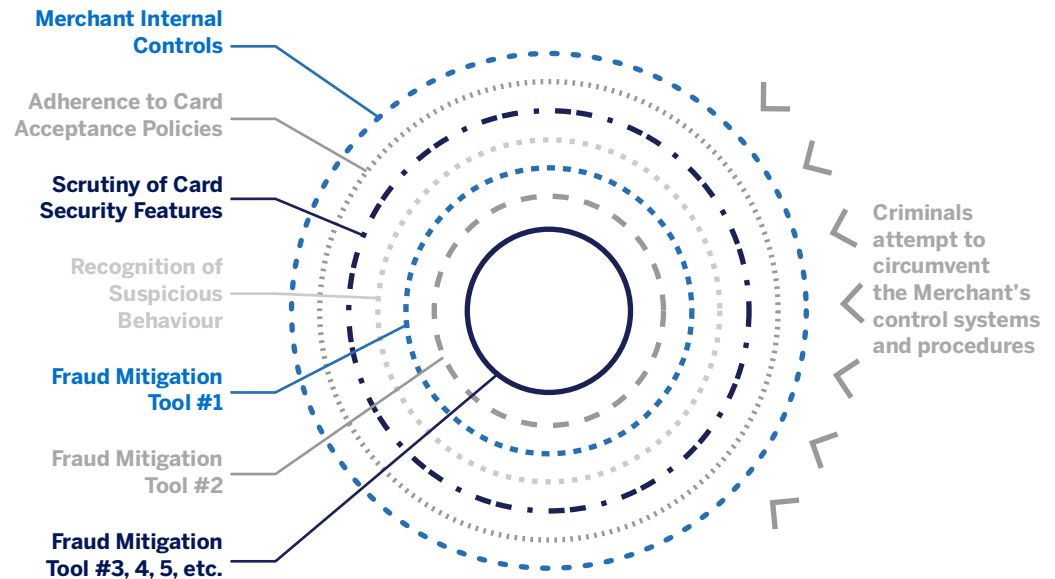 Merchant Internal
Controls
Adherence to Card
Acceptance Policies
Scrutiny of Card
Security Features
Recognition of
Suspicious
Behaviour
Fraud Mitigation
Tool #1
Fraud Mitigation
Tool #2
Fraud Mitigation
Tool #3, 4, 5, etc.
Criminals
attempt to
circumvent
the Merchant’s
control systems
and procedures